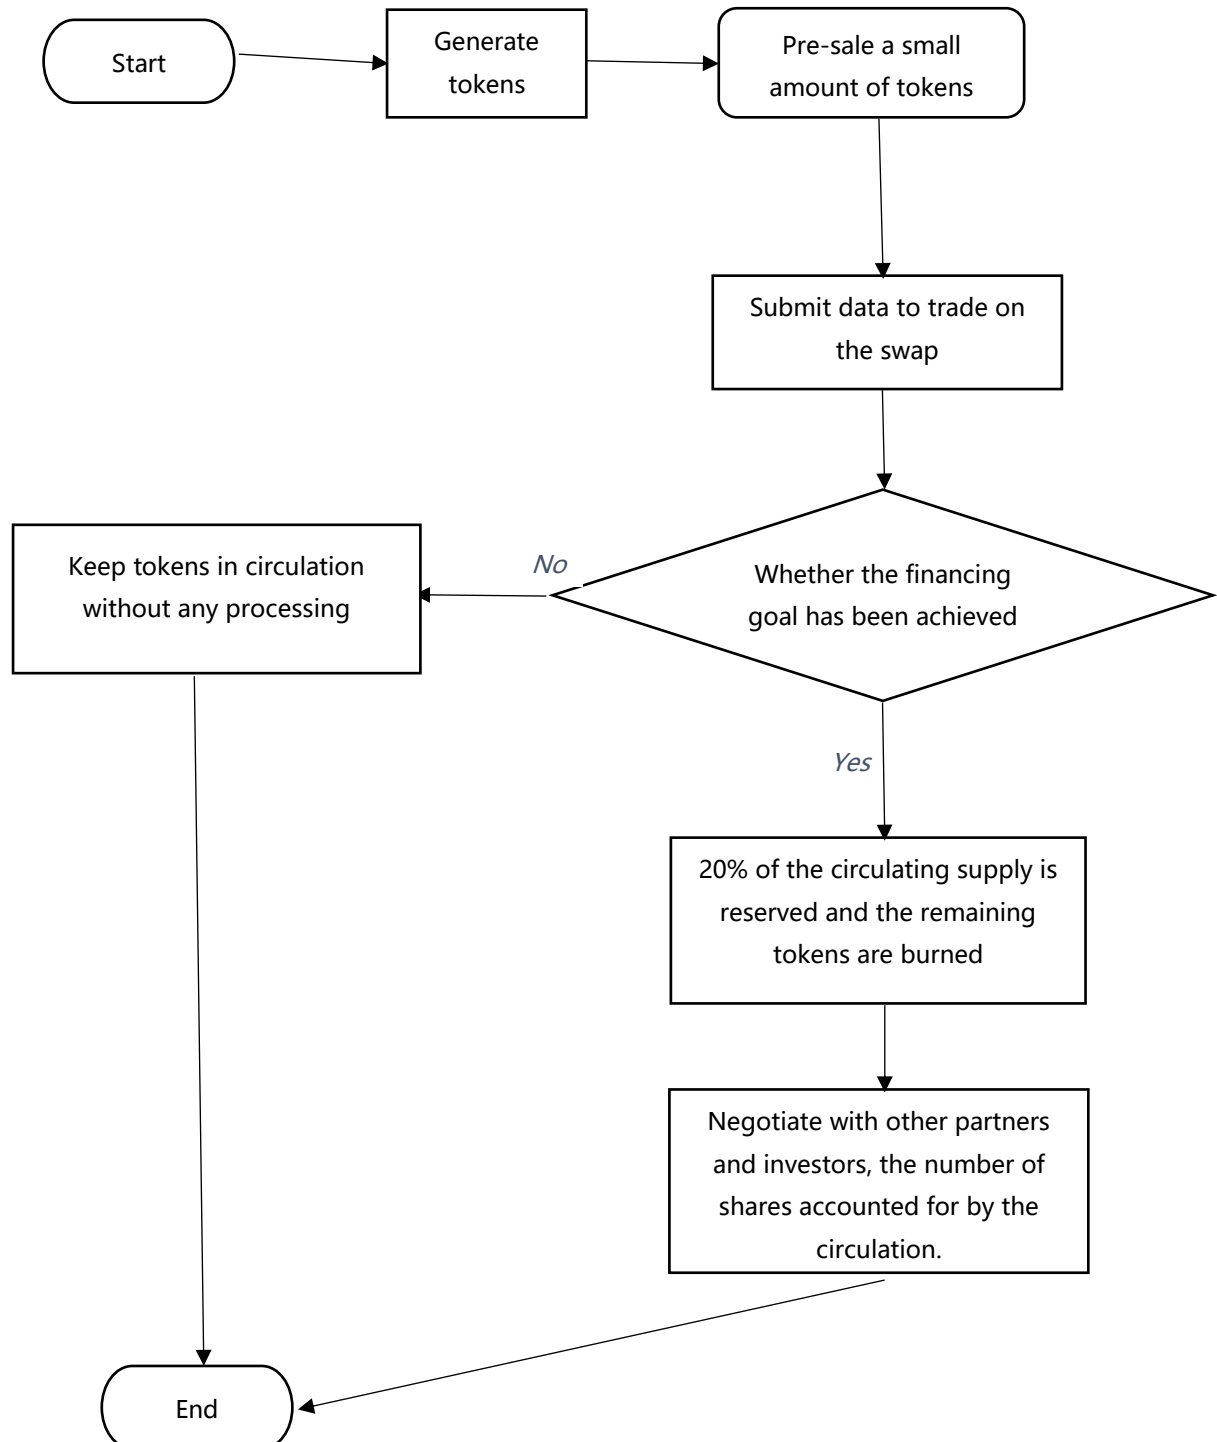 Start
Generate
tokens
Pre-sale a small
amount of tokens
Submit data to trade on
the swap
Whether the financing
goal has been achieved
No
Keep tokens in circulation
without any processing
Yes
20% of the circulating supply is
reserved and the remaining
tokens are burned
Negotiate with other partners
and investors, the number of
shares accounted for by the
circulation.
End